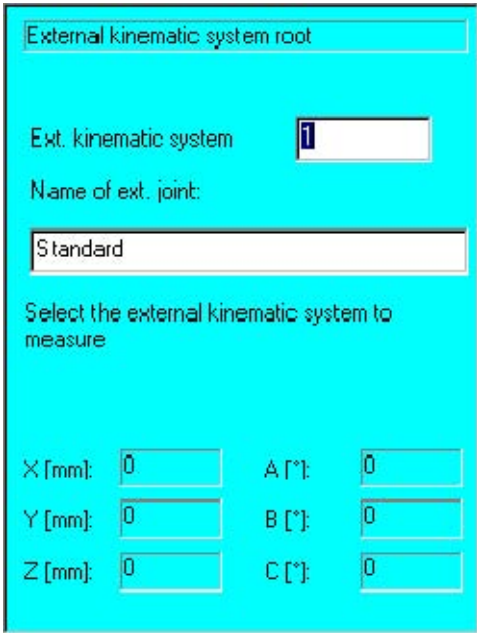 External kinematic system root
Ext. kinematic system 1
Name of ext. joint:
Standard
Select the external kinematic system to
measure
X [mm]: 0 A [°]: 0
Y [mm]: 0 B [°]: 0
Z [mm]: 0 C [°]: 0